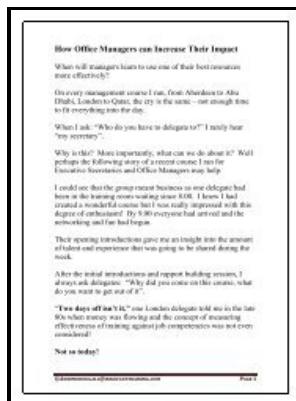 How Office Managers can Increase Their Impact
When will managers learn to use one of their best resources
more effectively?
On every management course I run, from Aberdeen to Abu
Dhabi, London to Qatar, the cry is the same – not enough time
to fit everything into the day.
When I ask: “Who do you have to delegate to?” I rarely hear
“my secretary”.
Why is this? More importantly, what can we do about it? Well
perhaps the following story of a recent course I ran for
Executive Secretaries and Office Managers may help.
I could see that the group meant business as one delegate had
been in the training room waiting since 8.00. I knew I had
created a wonderful course but I was really impressed with this
degree of enthusiasm! By 9.00 everyone had arrived and the
networking and fun had begun.
Their opening introductions gave me an insight into the amount
of talent and experience that was going to be shared during the
week.
After the initial introductions and rapport building session, I
always ask delegates: “Why did you come on this course, what
do you want to get out of it”.
“Two days off isn't it,” one London delegate told me in the late
80s when money was flowing and the concept of measuring
effectiveness of training against job competencies was not even
considered!
Not so today!
Page 1